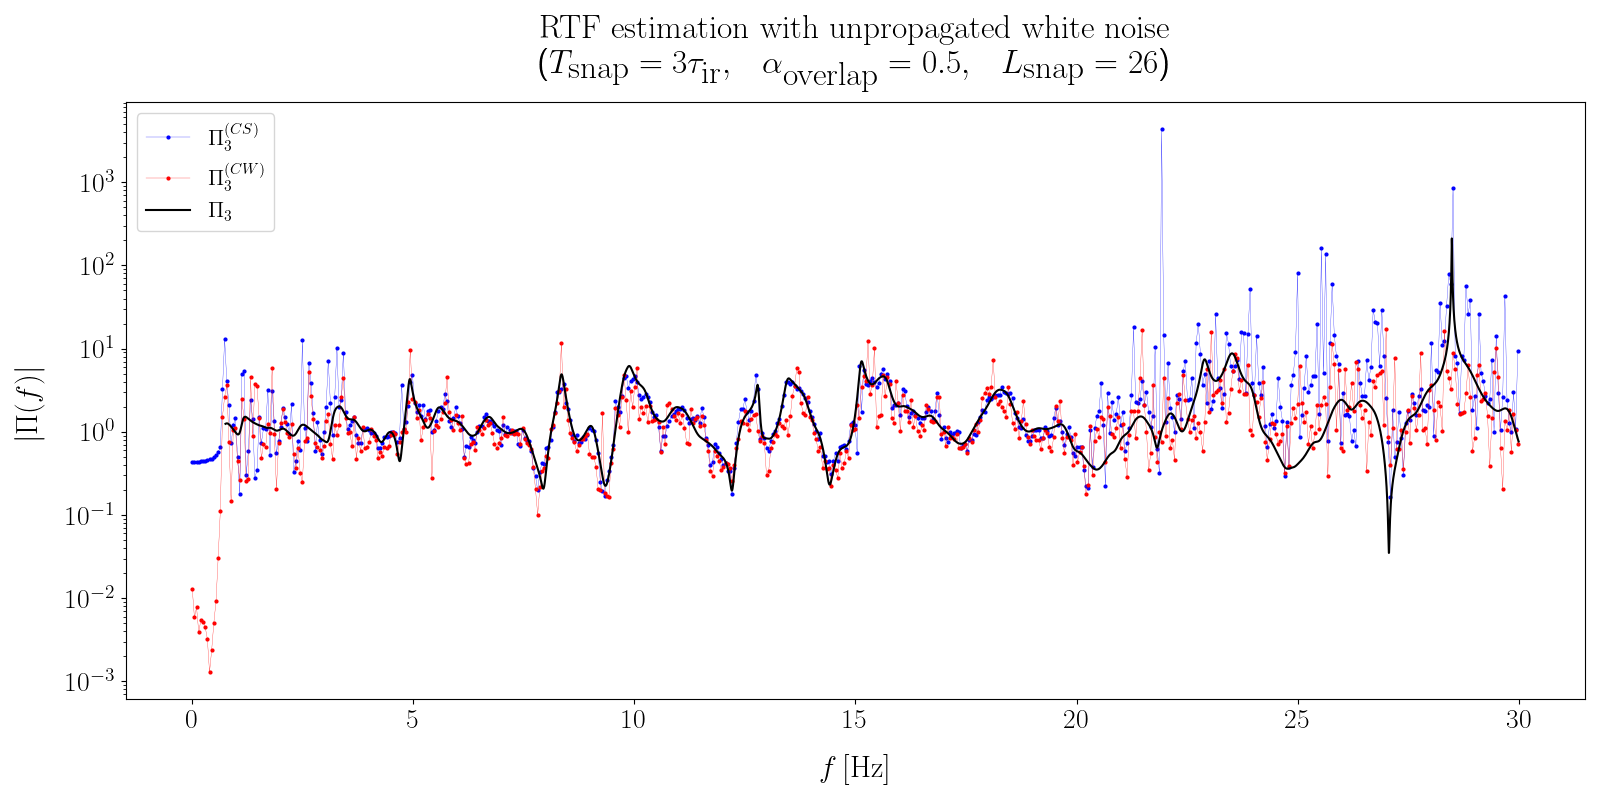 RTF estimation with unpropagated white noise
(T_snap = 3τ_ir, α_overlap = 0.5, L_snap = 26)
Π_3^(CS)
Π_3^(CW)
Π_3
|Π(f)|
10^3
10^2
10^1
10^0
10^−1
10^−2
10^−3
0 5 10 15 20 25 30
f [Hz]